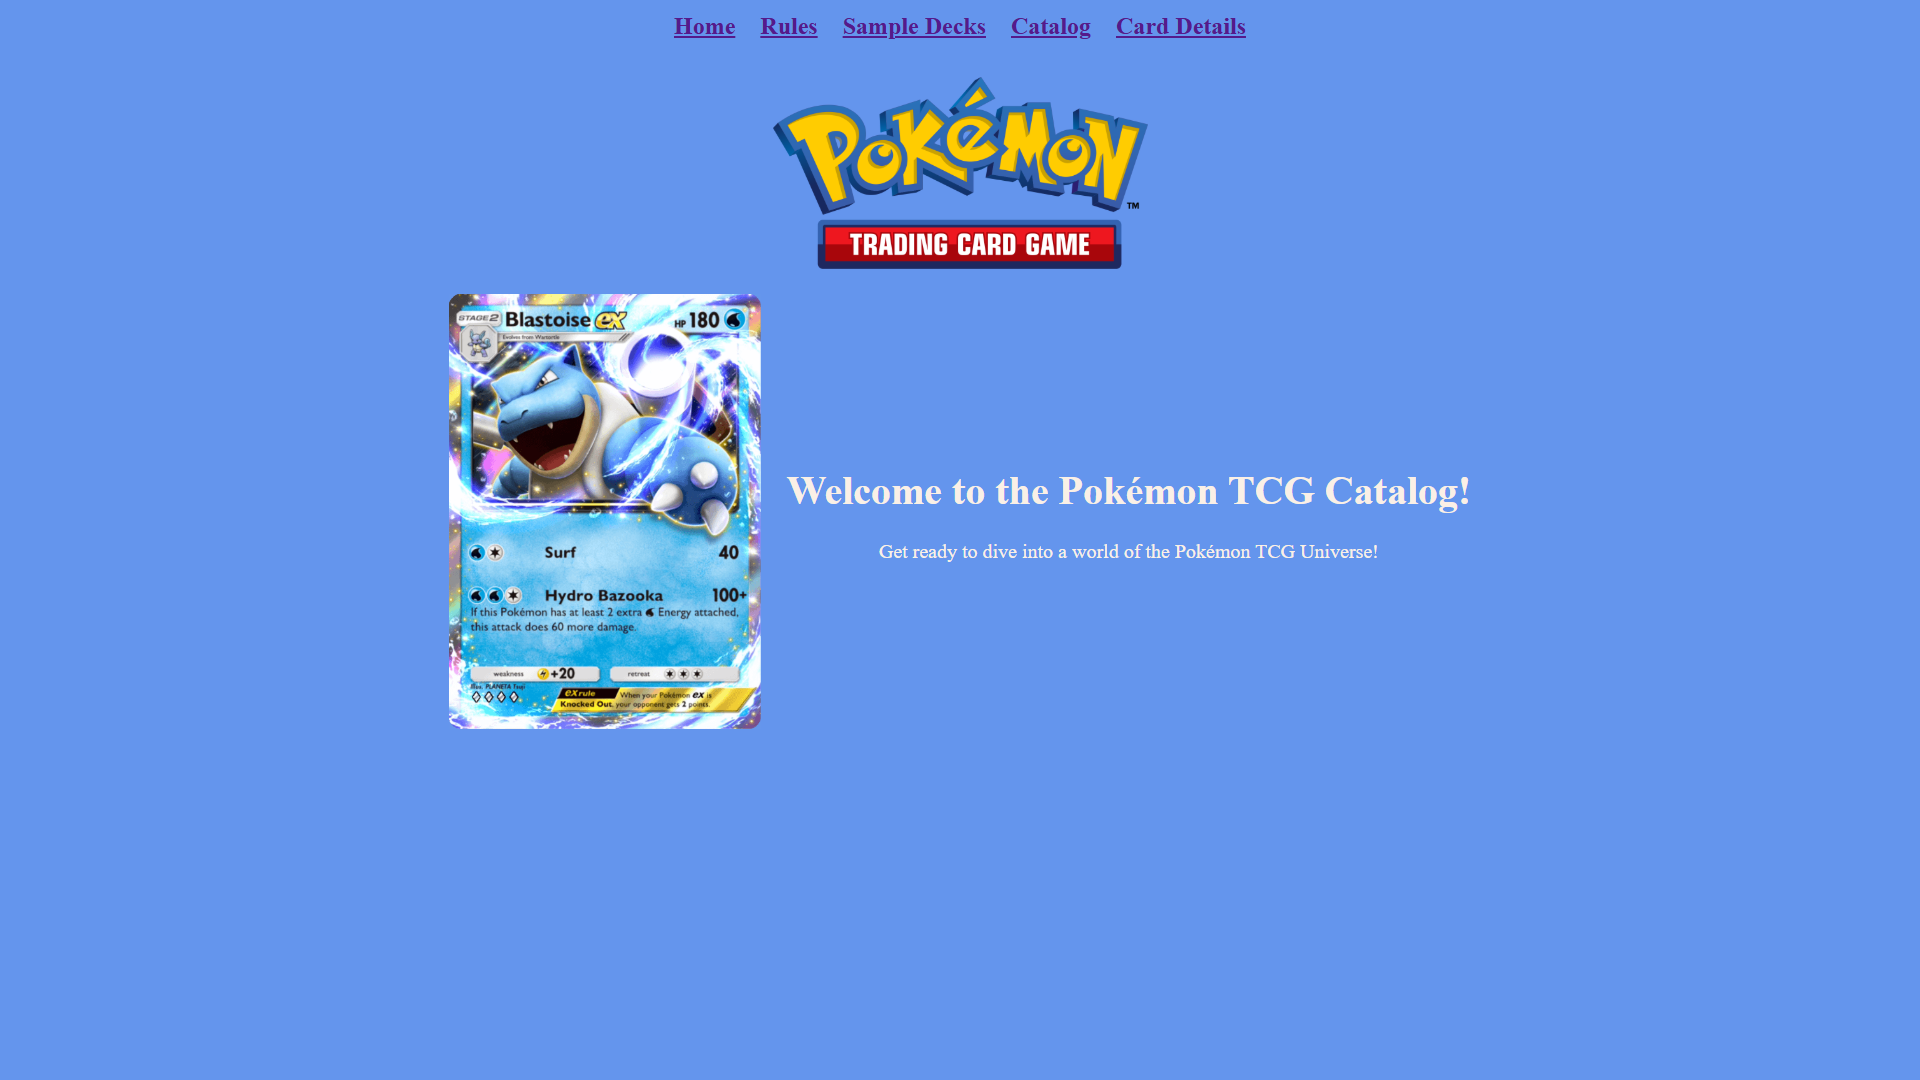 Home Rules Sample Decks Catalog Card Details
POKéMON
TM
TRADING CARD GAME
STAGE2 Blastoise ex HP 180
Evolves from Wartortle
Surf 40
Hydro Bazooka 100+
If this Pokémon has at least 2 extra Energy attached,
this attack does 60 more damage.
weakness +20 retreat
Illus. PLANETA Tsuji
ex rule When your Pokémon ex is
Knocked Out, your opponent gets 2 points.
Welcome to the Pokémon TCG Catalog!
Get ready to dive into a world of the Pokémon TCG Universe!